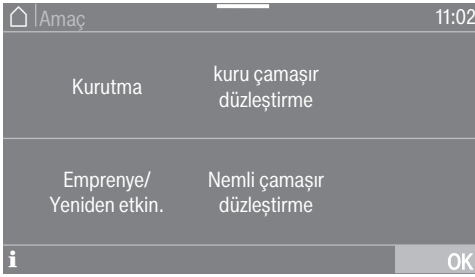 Amaç 11:02
Kurutma
kuru çamaşır
düzleştirme
Emprenye/
Yeniden etkin.
Nemli çamaşır
düzleştirme
i OK